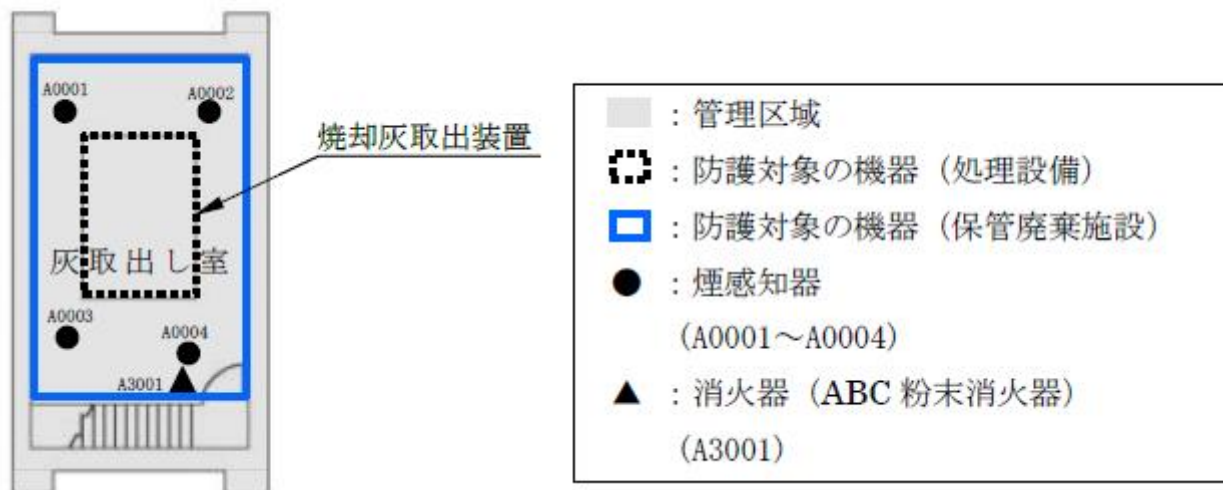 A0001
A0002
焼却灰取出装置
灰取出し室
A0003
A0004
A3001
：管理区域
：防護対象の機器（処理設備）
：防護対象の機器（保管廃棄施設）
：煙感知器
(A0001～A0004)
：消火器（ABC 粉末消火器）
(A3001)